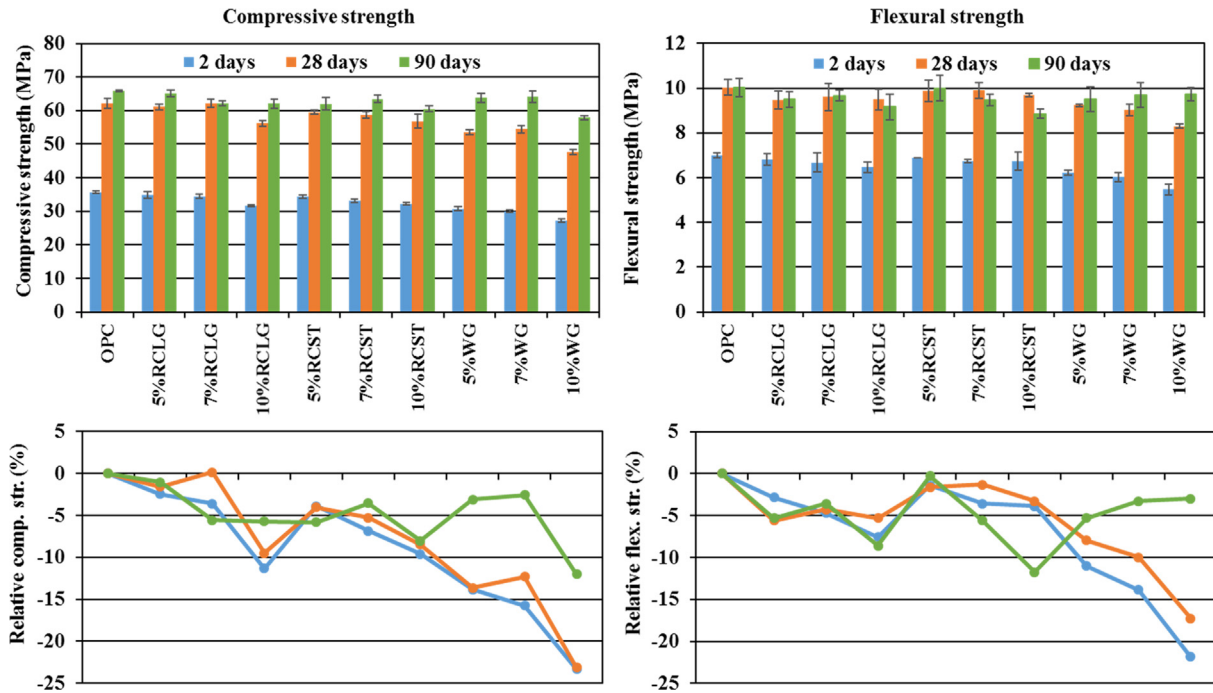 Compressive strength
Compressive strength (MPa)
80
70
60
50
40
30
20
10
0
2 days 28 days 90 days
OPC
5%RCLG
7%RCLG
10%RCLG
5%RCST
7%RCST
10%RCST
5%WG
7%WG
10%WG
Flexural strength
Flexural strength (MPa)
12
10
8
6
4
2
0
2 days 28 days 90 days
OPC
5%RCLG
7%RCLG
10%RCLG
5%RCST
7%RCST
10%RCST
5%WG
7%WG
10%WG
Relative comp. str. (%)
5
0
-5
-10
-15
-20
-25
Relative flex. str. (%)
5
0
-5
-10
-15
-20
-25